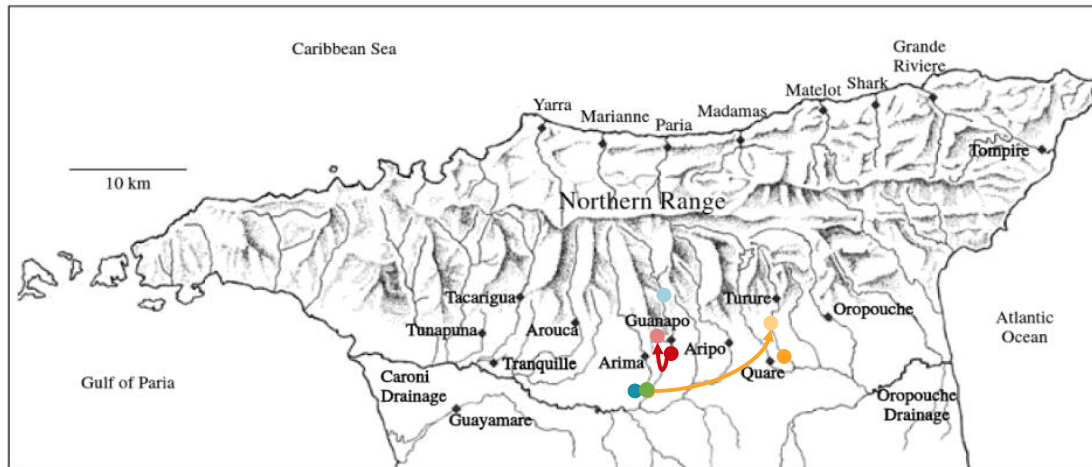 Caribbean Sea
Grande
Riviere
Shark
Matelot
Madamas
Yarra
Marianne
Paria
Tompire
10 km
Northern Range
Tacarigua
Turure
Oropouche
Guanapo
Tunapuna
Arouca
Atlantic
Ocean
Aripo
Tranquille
Arima
Quare
Gulf of Paria
Caroni
Drainage
Oropouche
Drainage
Guayamare